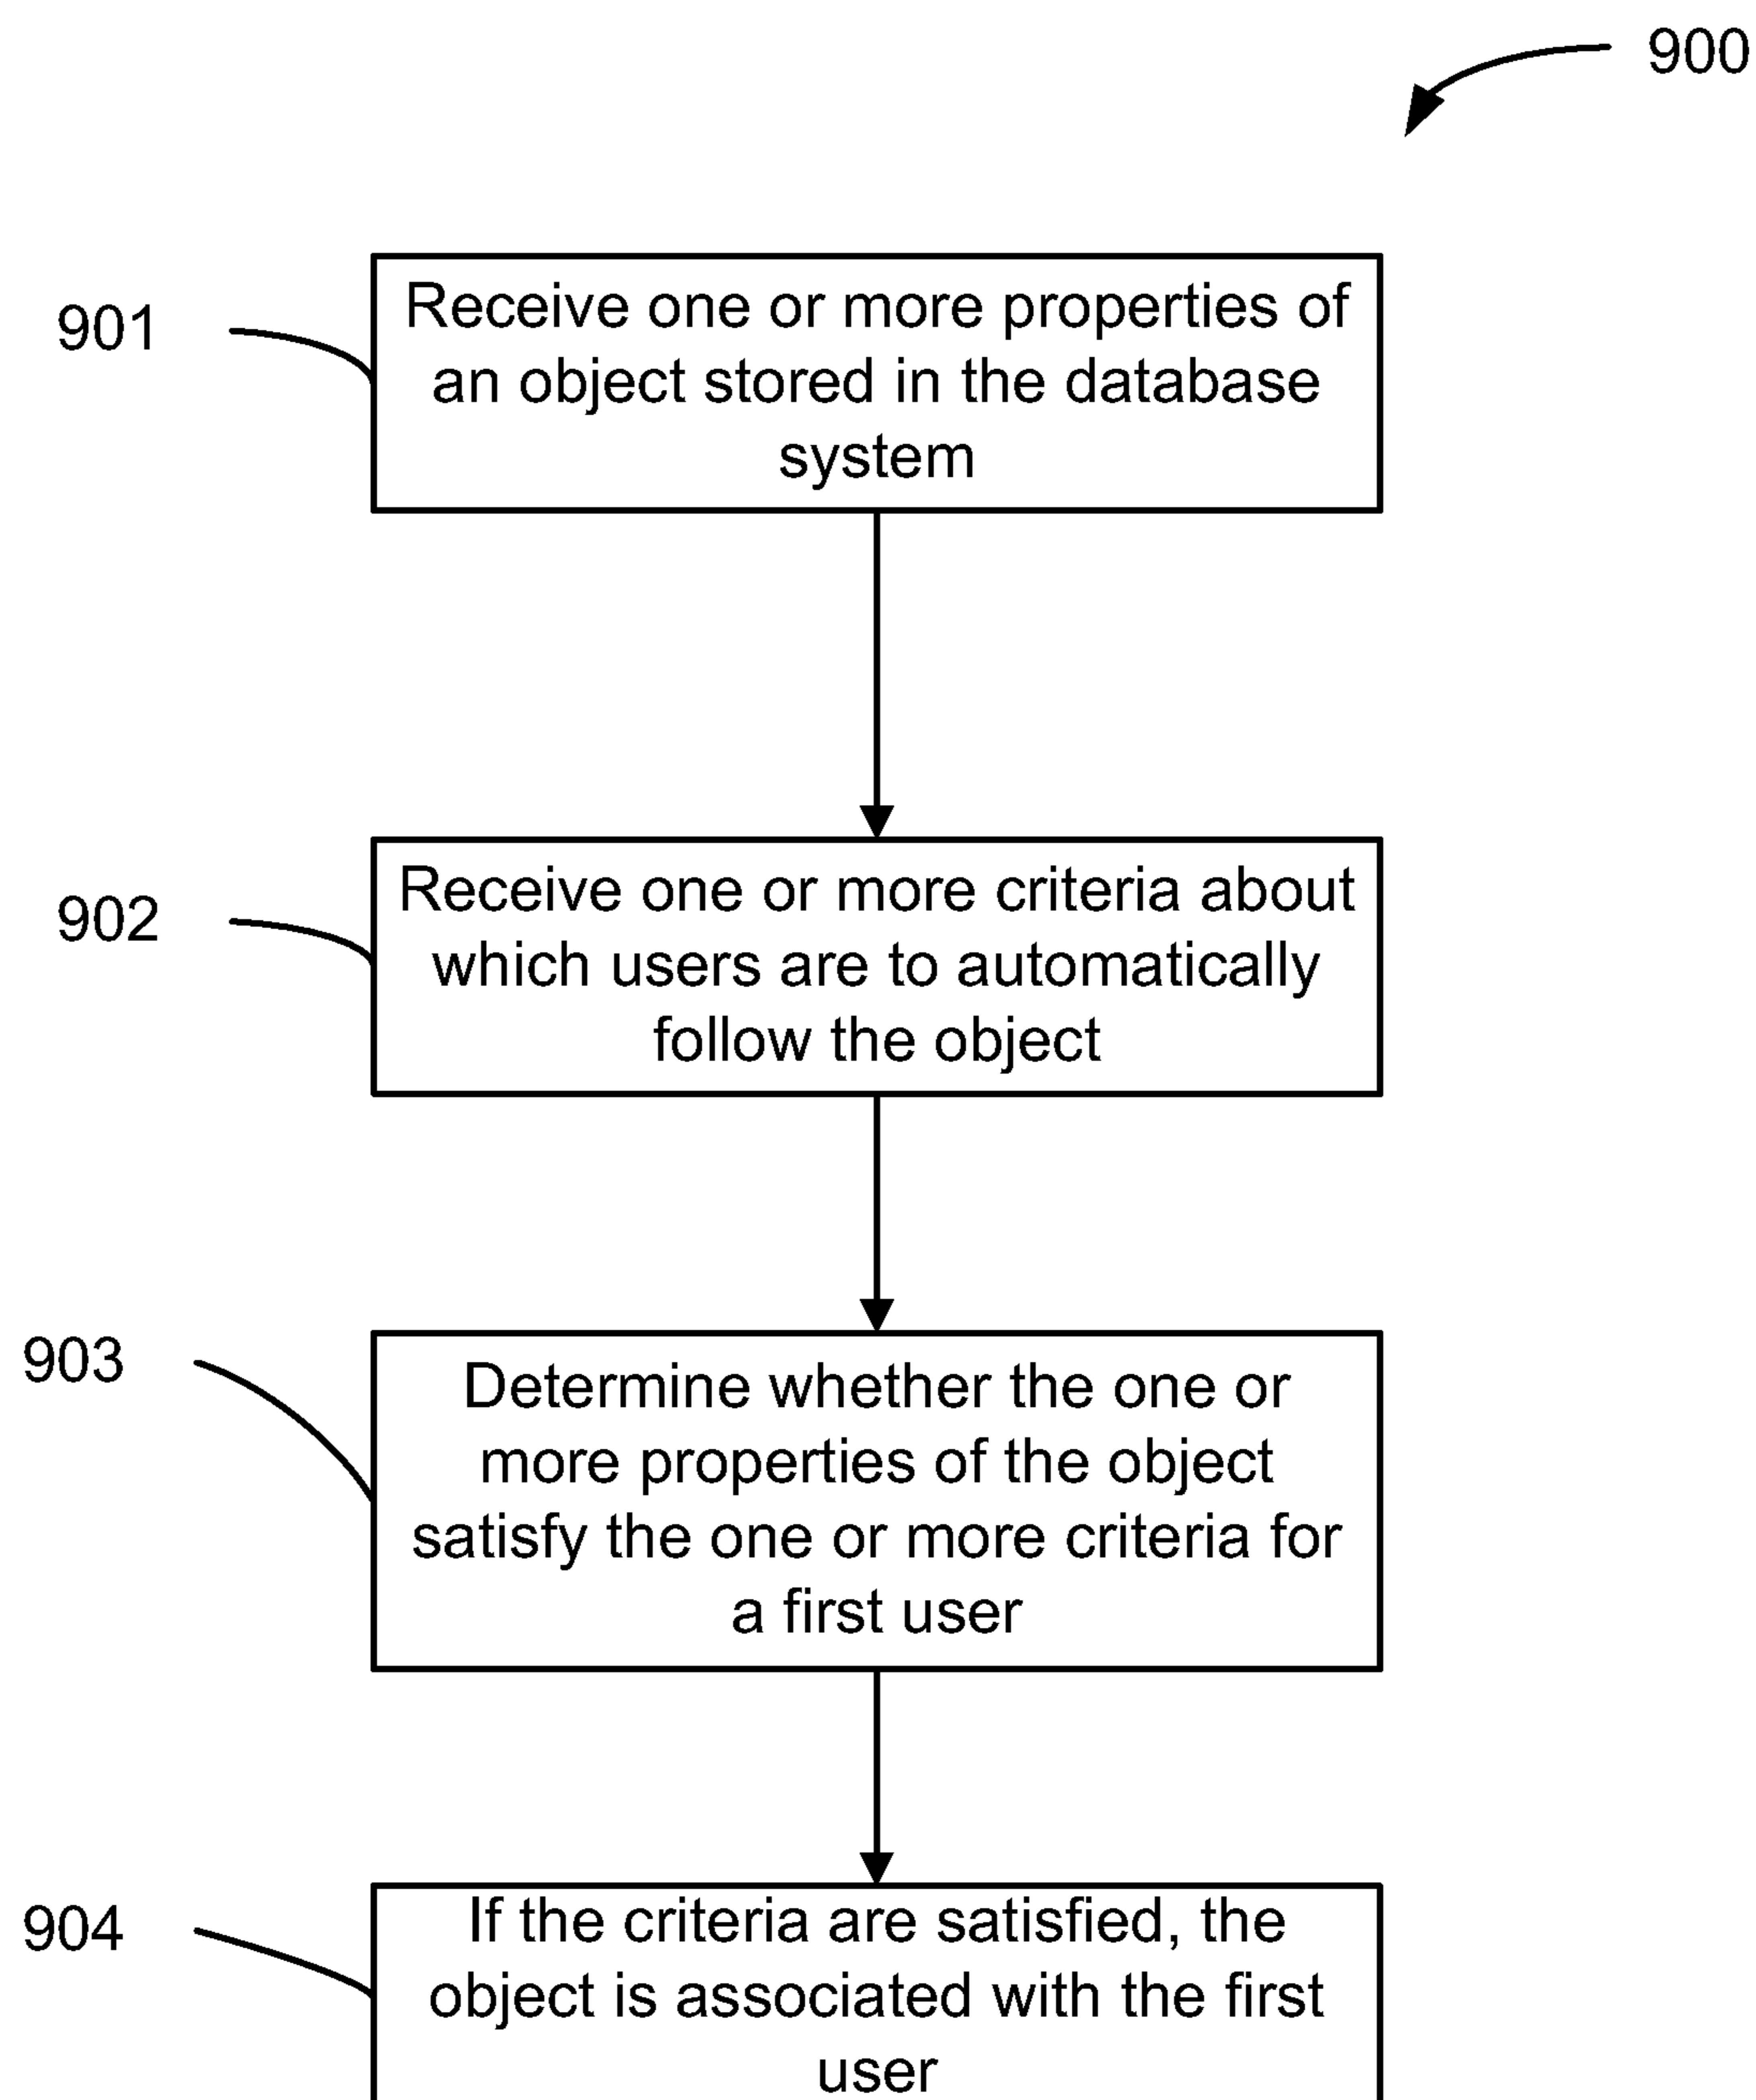 900
901
Receive one or more properties of
an object stored in the database
system
902
Receive one or more criteria about
which users are to automatically
follow the object
903
Determine whether the one or
more properties of the object
satisfy the one or more criteria for
a first user
904
If the criteria are satisfied, the
object is associated with the first
user